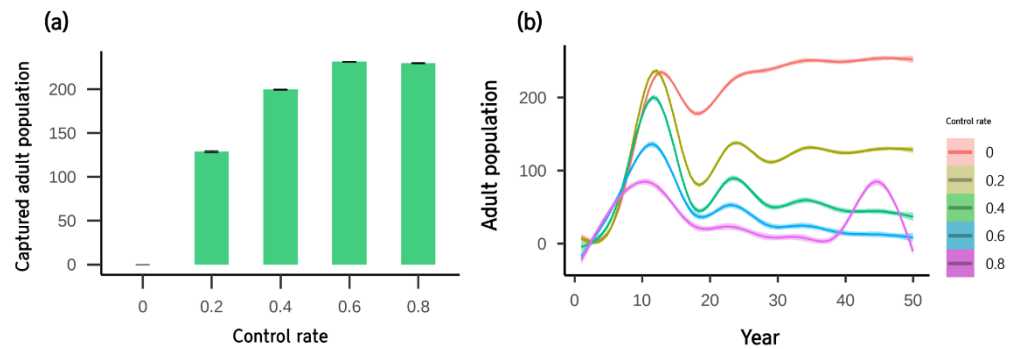 (a)
Captured adult population
200
150
100
50
0
0 0.2 0.4 0.6 0.8
Control rate
(b)
Adult population
200
100
0
0 10 20 30 40 50
Year
Control rate
0
0.2
0.4
0.6
0.8